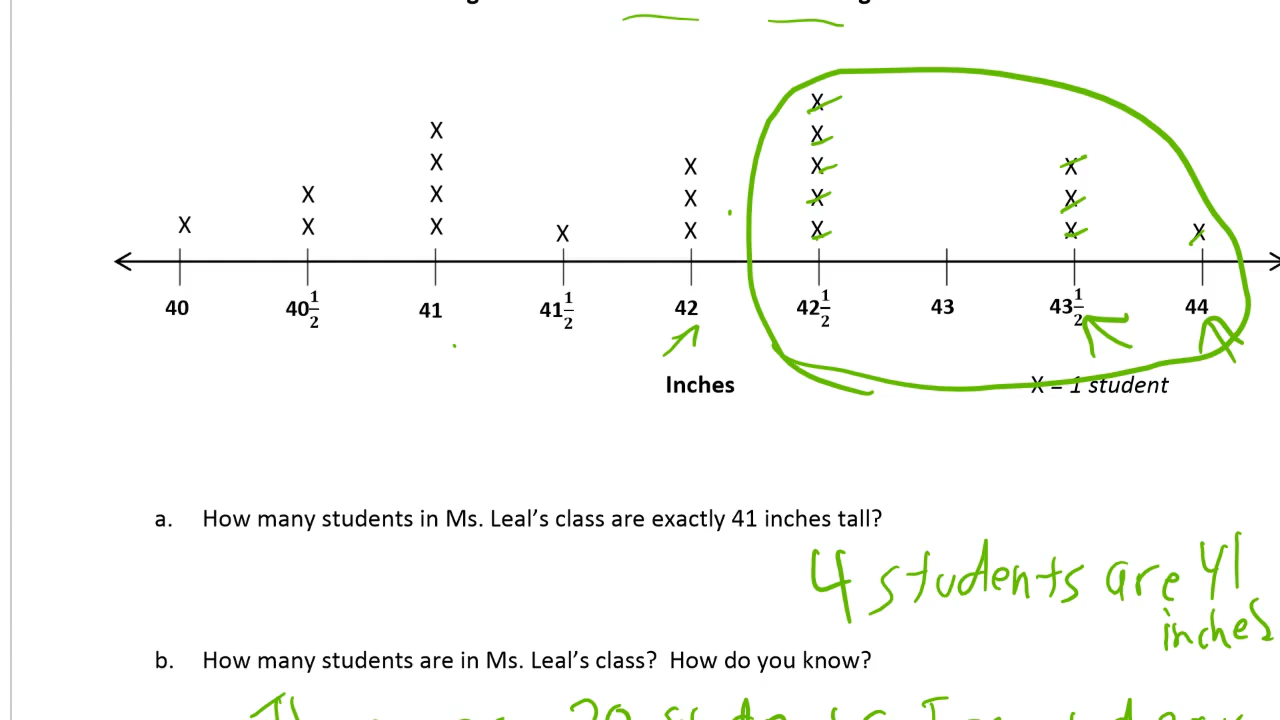 X
X X
X X X X
X X X X X X
X X X X X X X X
40 40 1/2 41 41 1/2 42 42 1/2 43 43 1/2 44
Inches X = 1 student
a. How many students in Ms. Leal’s class are exactly 41 inches tall?
4 students are 41
inches
b. How many students are in Ms. Leal’s class? How do you know?